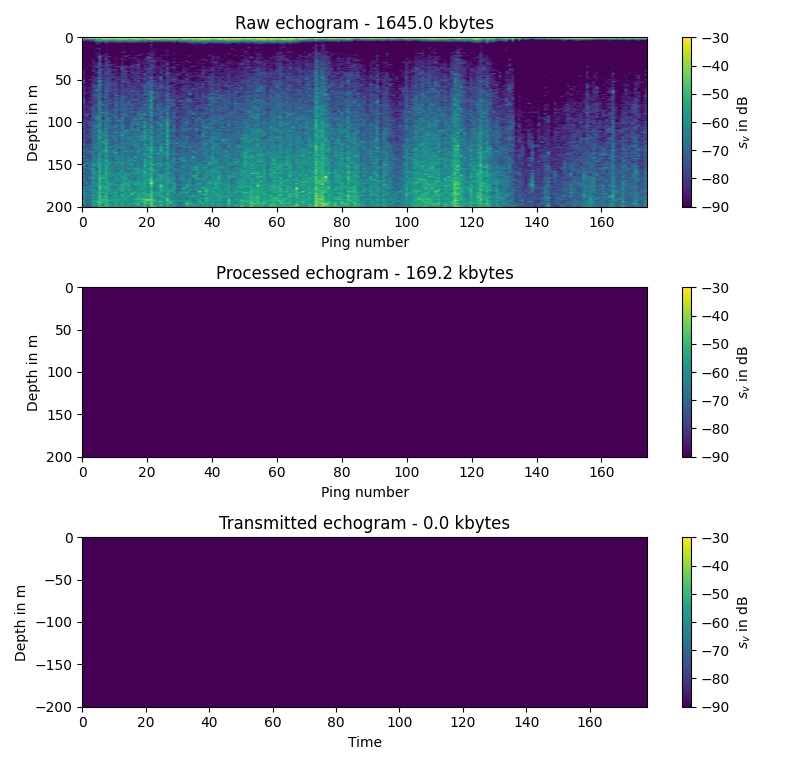 Raw echogram - 1645.0 kbytes
0
50
100
150
200
Depth in m
0 20 40 60 80 100 120 140 160
Ping number
−30
−40
−50
−60
−70
−80
−90
sv in dB
Processed echogram - 169.2 kbytes
0
50
100
150
200
Depth in m
0 20 40 60 80 100 120 140 160
Ping number
−30
−40
−50
−60
−70
−80
−90
sv in dB
Transmitted echogram - 0.0 kbytes
0
−50
−100
−150
−200
Depth in m
0 20 40 60 80 100 120 140 160
Time
−30
−40
−50
−60
−70
−80
−90
sv in dB